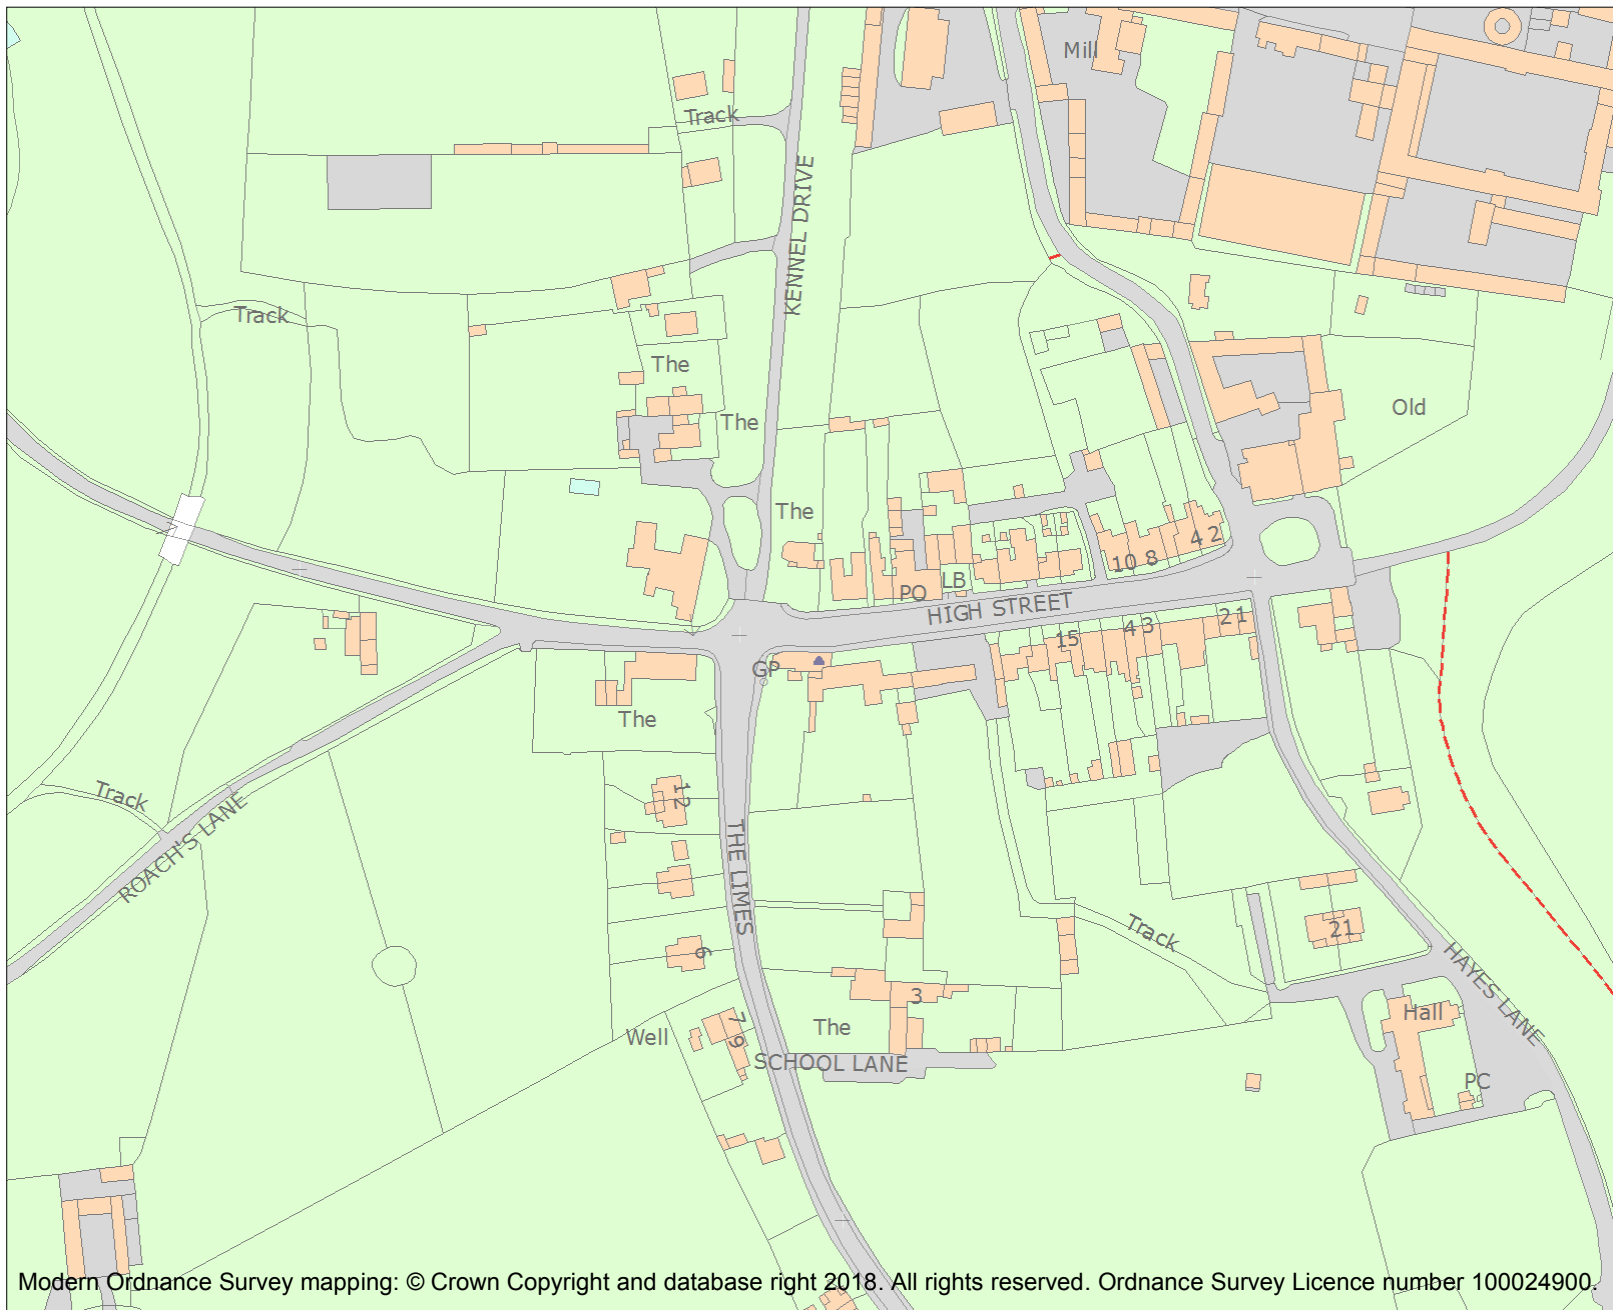 Mill
Track
KENNEL DRIVE
Track
The
Old
The
The
10 8
4 2
PO
LB
HIGH STREET
2 1
4 3
15
GP
The
Track
12
ROACH'S LANE
THE LIMES
Track
21
6
HAYES LANE
3
Hall
The
7 9
Well
SCHOOL LANE
PC
Modern Ordnance Survey mapping: © Crown Copyright and database right 2018. All rights reserved. Ordnance Survey Licence number 100024900.